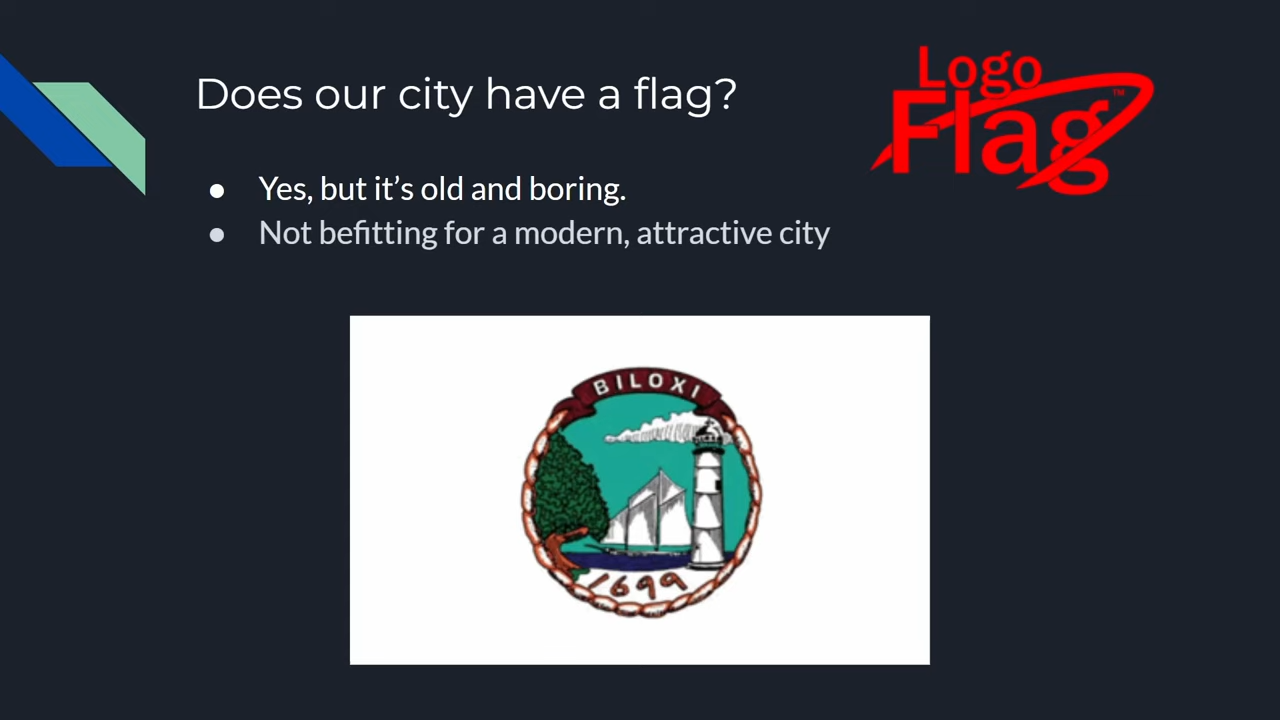 Does our city have a flag?
Logo
Flag™
● Yes, but it’s old and boring.
● Not befitting for a modern, attractive city
BILOXI
1699